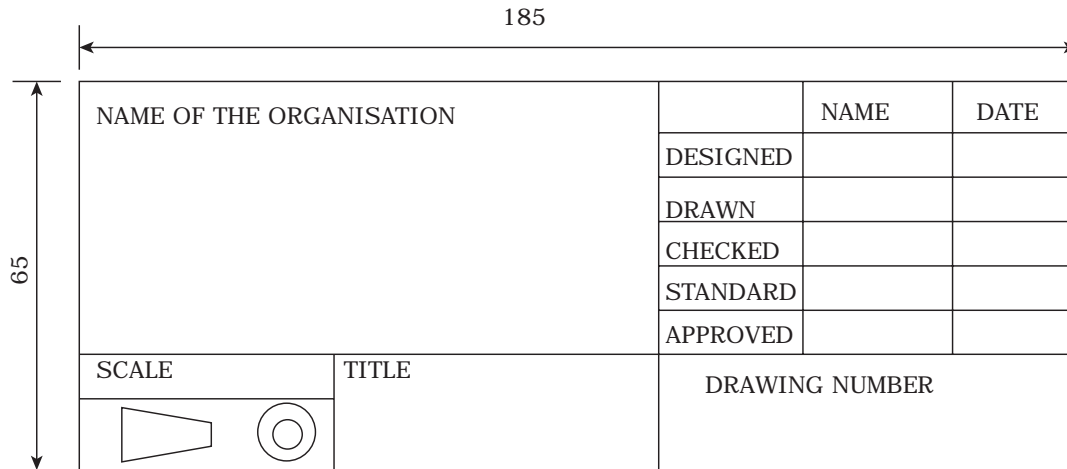 185
NAME OF THE ORGANISATION
NAME DATE
DESIGNED
DRAWN
CHECKED
65
STANDARD
APPROVED
SCALE TITLE
DRAWING NUMBER